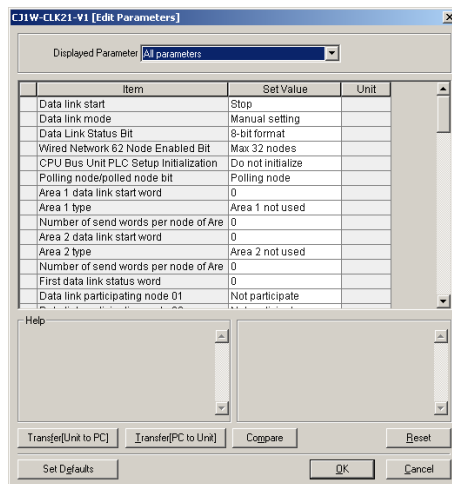 CJ1W-CLK21-V1 [Edit Parameters]
Displayed Parameter All parameters
Item Set Value Unit
Data link start Stop
Data link mode Manual setting
Data Link Status Bit 8-bit format
Wired Network 62 Node Enabled Bit Max 32 nodes
CPU Bus Unit PLC Setup Initialization Do not initialize
Polling node/polled node bit Polling node
Area 1 data link start word 0
Area 1 type Area 1 not used
Number of send words per node of Are 0
Area 2 data link start word 0
Area 2 type Area 2 not used
Number of send words per node of Are 0
First data link status word 0
Data link participating node 01 Not participate
Help
Transfer[Unit to PC] Transfer[PC to Unit] Compare Reset
Set Defaults OK Cancel